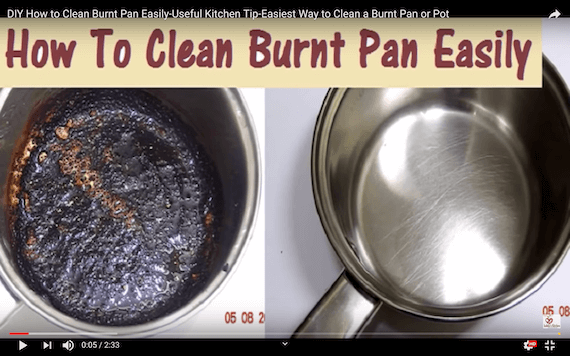 DIY How to Clean Burnt Pan Easily-Useful Kitchen Tip-Easiest Way to Clean a Burnt Pan or Pot
How To Clean Burnt Pan Easily
05 08 2
05 08
0:05 / 2:33